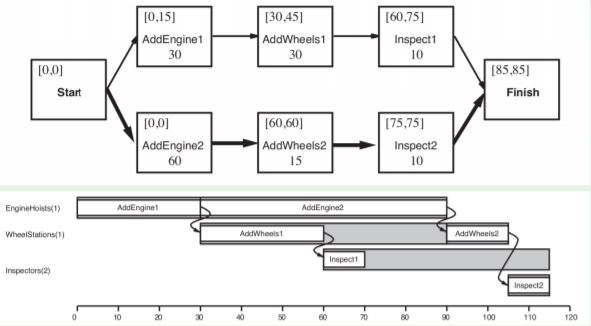 [0,15] [30,45] [60,75]
AddEngine1 AddWheels1 Inspect1
30 30 10
[0,0] [85,85]
Start Finish
[0,0] [60,60] [75,75]
AddEngine2 AddWheels2 Inspect2
60 15 10
EngineHoists(1) AddEngine1 AddEngine2
WheelStations(1) AddWheels1 AddWheels2
Inspect1
Inspectors(2)
Inspect2
0 10 20 30 40 50 60 70 80 90 100 110 120